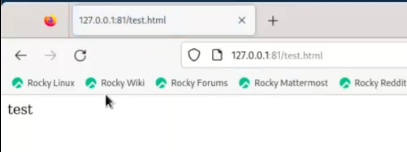 127.0.0.1:81/test.html
127.0.0.1:81/test.html
Rocky Linux Rocky Wiki Rocky Forums Rocky Mattermost Rocky Reddit
test